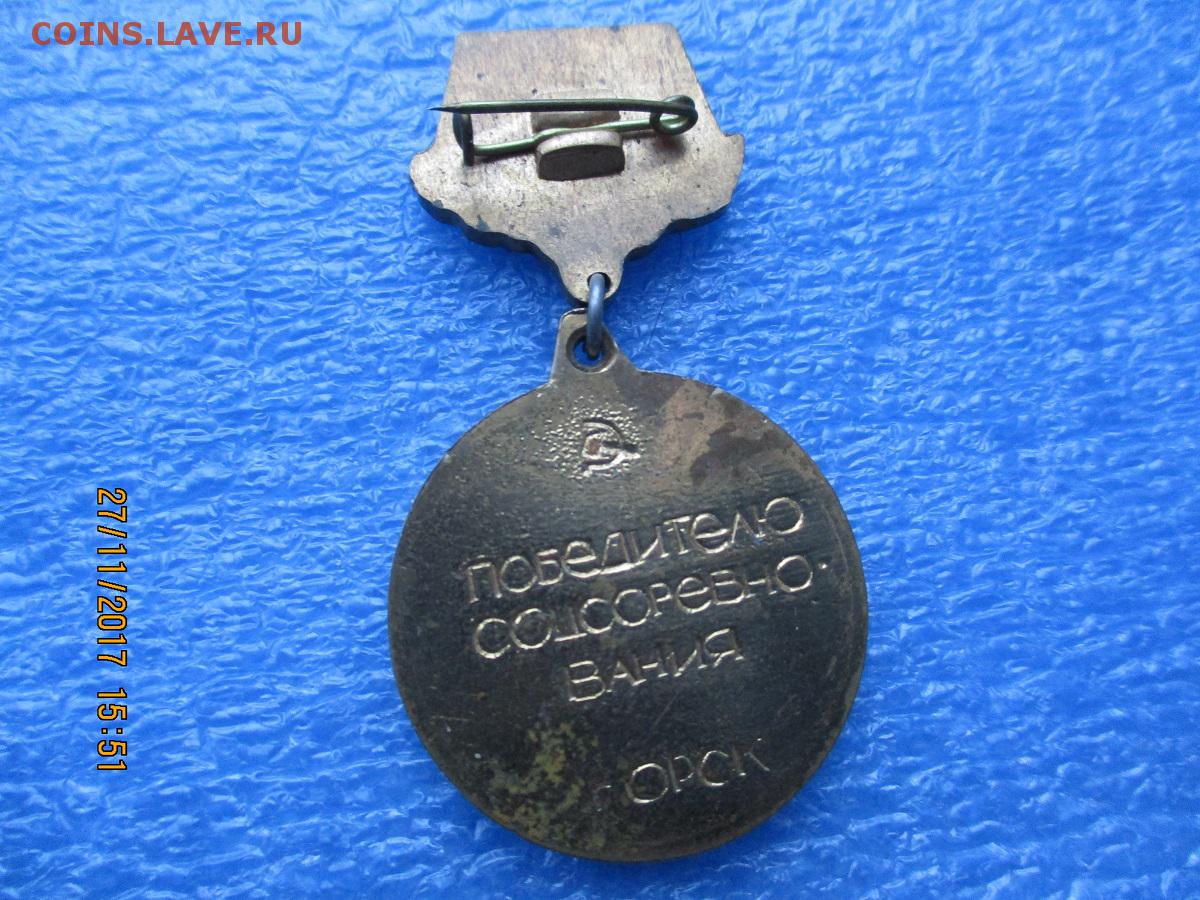 COINS.LAVE.RU
ПОБЕДИТЕЛЮ
СОЦСОРЕВНО-
ВАНИЯ
г ОРСК
27/11/2017 15:51